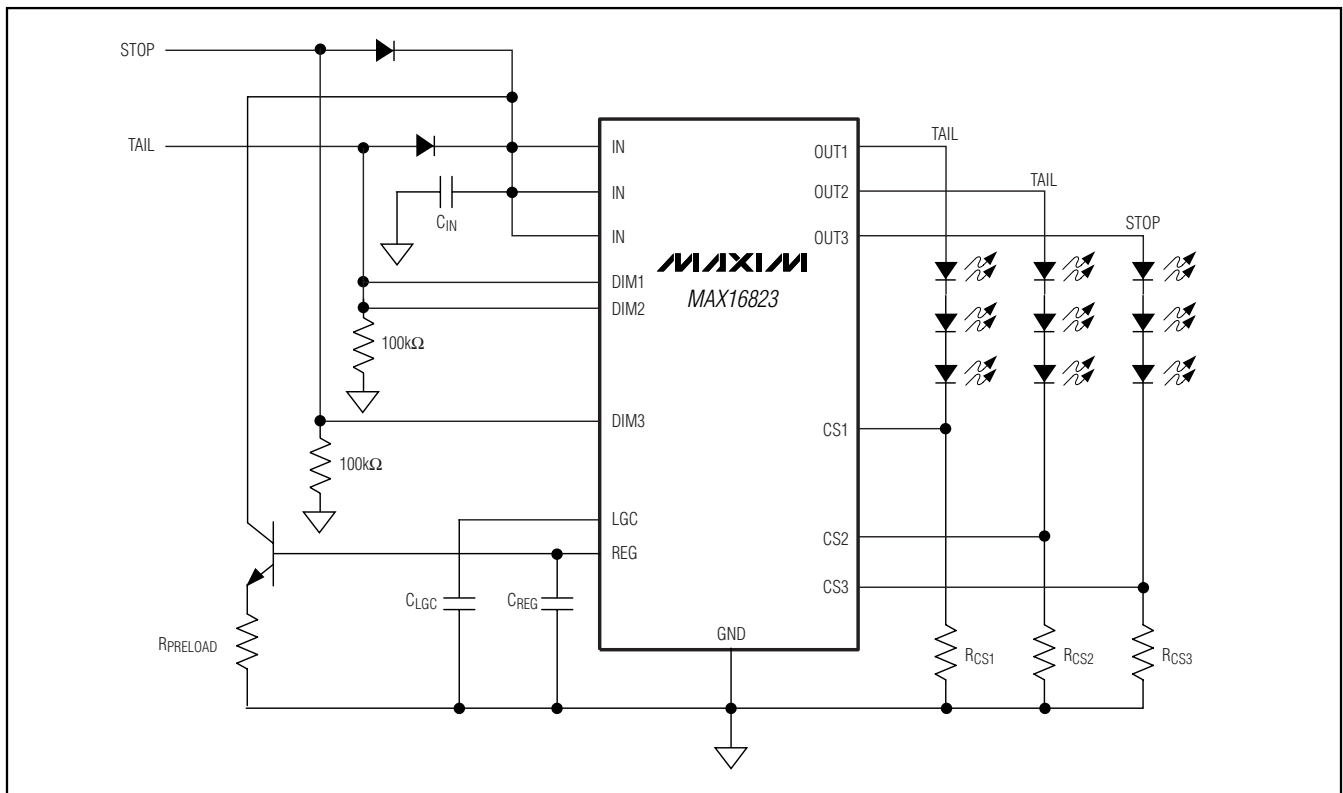 STOP
TAIL
C_IN
100kΩ
100kΩ
R_PRELOAD
C_LGC
C_REG
IN
IN
IN
DIM1
DIM2
DIM3
LGC
REG
MAXIM
MAX16823
GND
OUT1
OUT2
OUT3
CS1
CS2
CS3
TAIL
TAIL
STOP
R_CS1
R_CS2
R_CS3